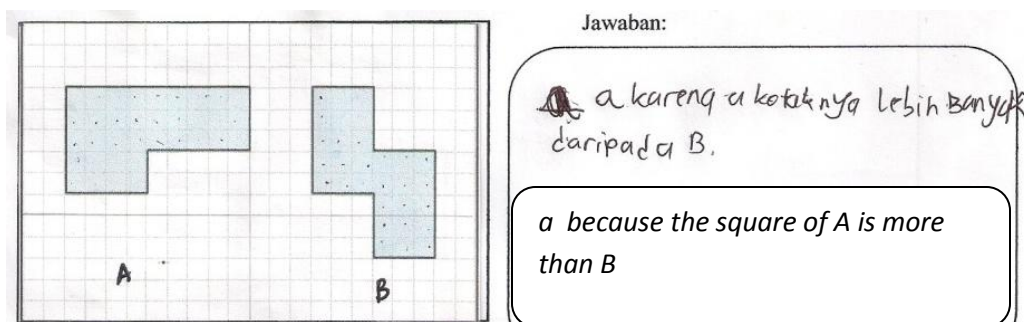 Jawaban:
a karena a kotaknya lebih Banyak
daripada B.
a because the square of A is more
than B
A
B